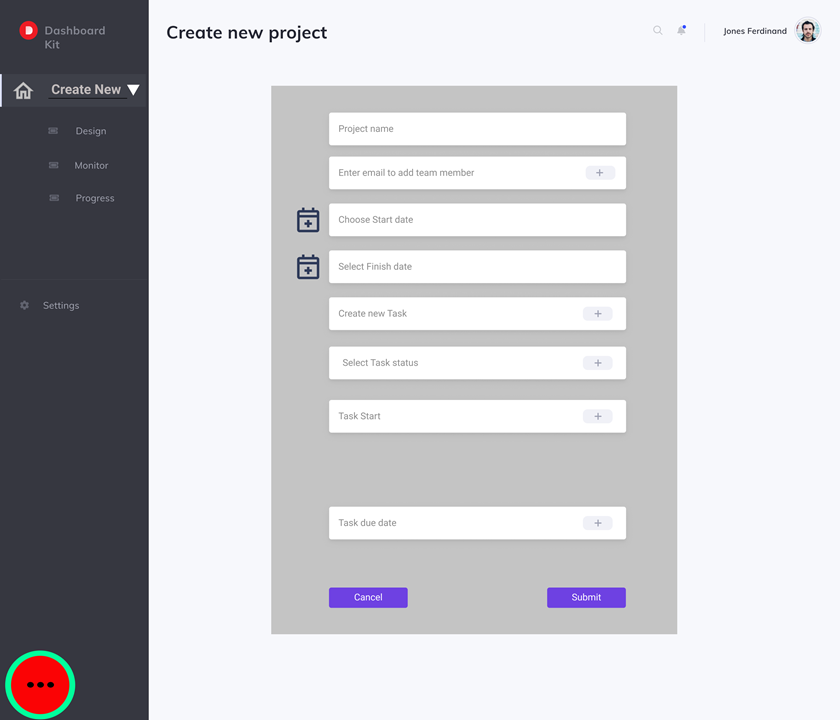 D
Dashboard
Kit
Create new project
Jones Ferdinand
Create New
Design
Monitor
Progress
Settings
Project name
Enter email to add team member
+
Choose Start date
Select Finish date
Create new Task
+
Select Task status
+
Task Start
+
Task due date
+
Cancel
Submit